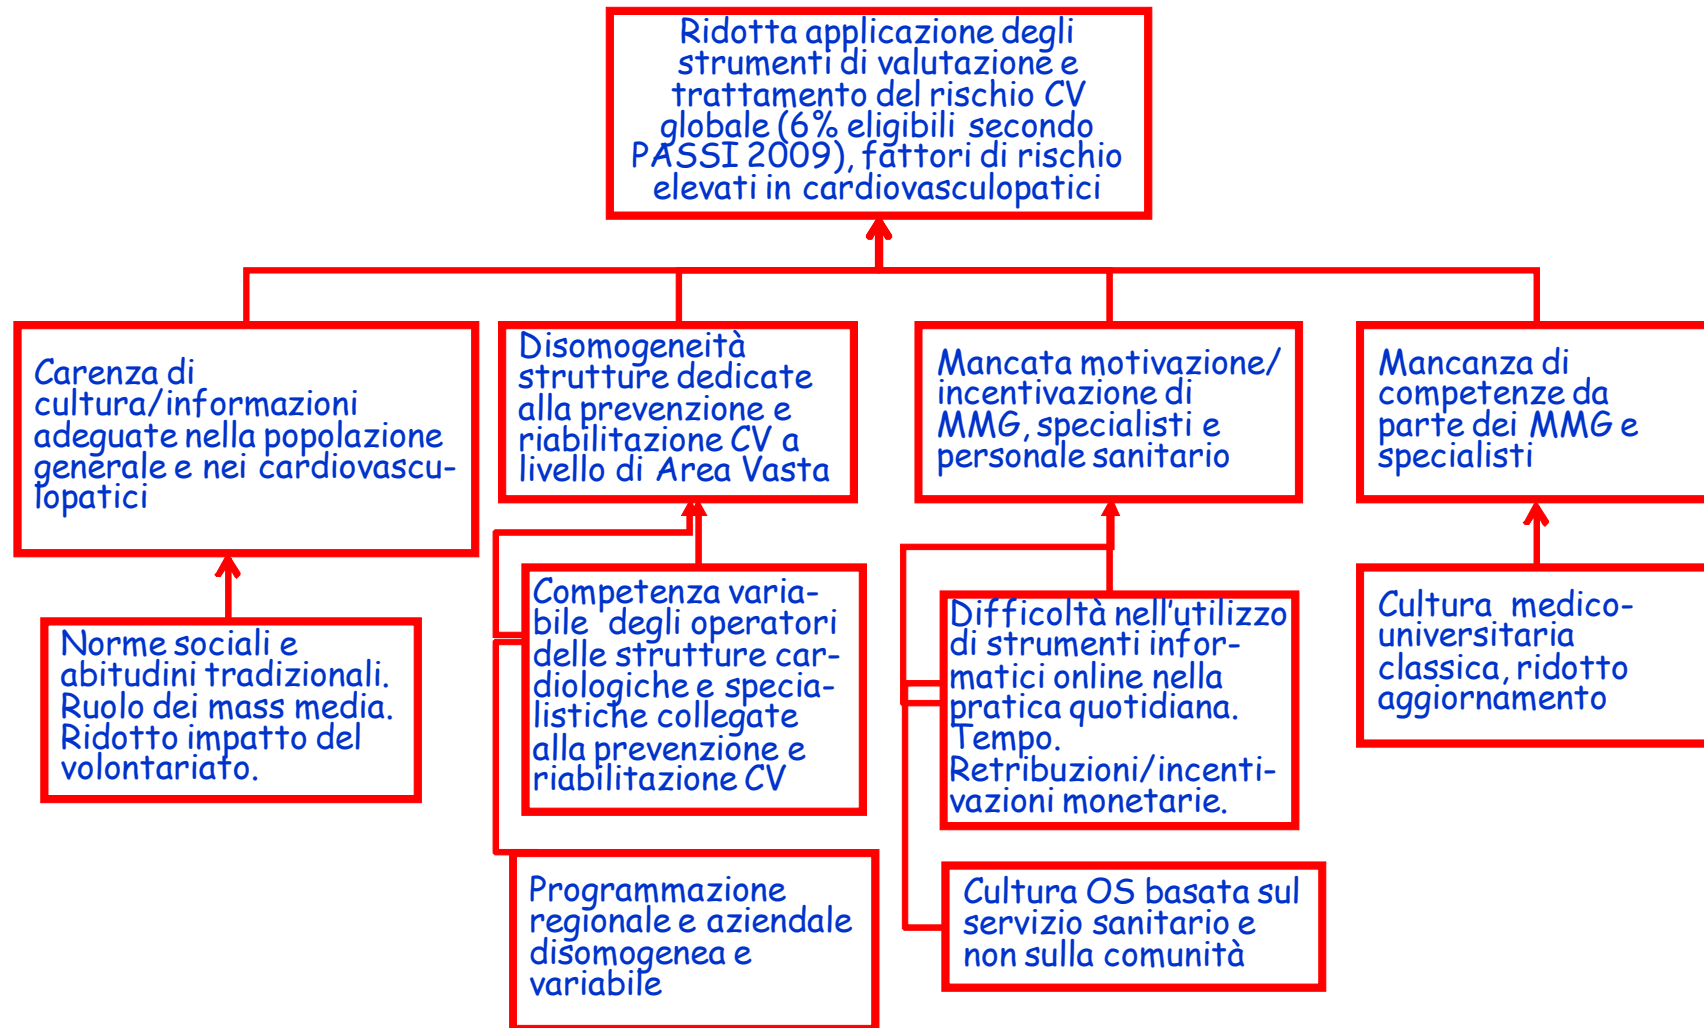 Ridotta applicazione degli
strumenti di valutazione e
trattamento del rischio CV
globale (6% eligibili secondo
PASSI 2009), fattori di rischio
elevati in cardiovasculopatici
Carenza di
cultura/informazioni
adeguate nella popolazione
generale e nei cardiovascu-
lopatici
Disomogeneità
strutture dedicate
alla prevenzione e
riabilitazione CV a
livello di Area Vasta
Mancata motivazione/
incentivazione di
MMG, specialisti e
personale sanitario
Mancanza di
competenze da
parte dei MMG e
specialisti
Norme sociali e
abitudini tradizionali.
Ruolo dei mass media.
Ridotto impatto del
volontariato.
Competenza varia-
bile degli operatori
delle strutture car-
diologiche e specia-
listiche collegate
alla prevenzione e
riabilitazione CV
Difficoltà nell'utilizzo
di strumenti infor-
matici online nella
pratica quotidiana.
Tempo.
Retribuzioni/incenti-
vazioni monetarie.
Cultura medico-
universitaria
classica, ridotto
aggiornamento
Programmazione
regionale e aziendale
disomogenea e
variabile
Cultura OS basata sul
servizio sanitario e
non sulla comunità